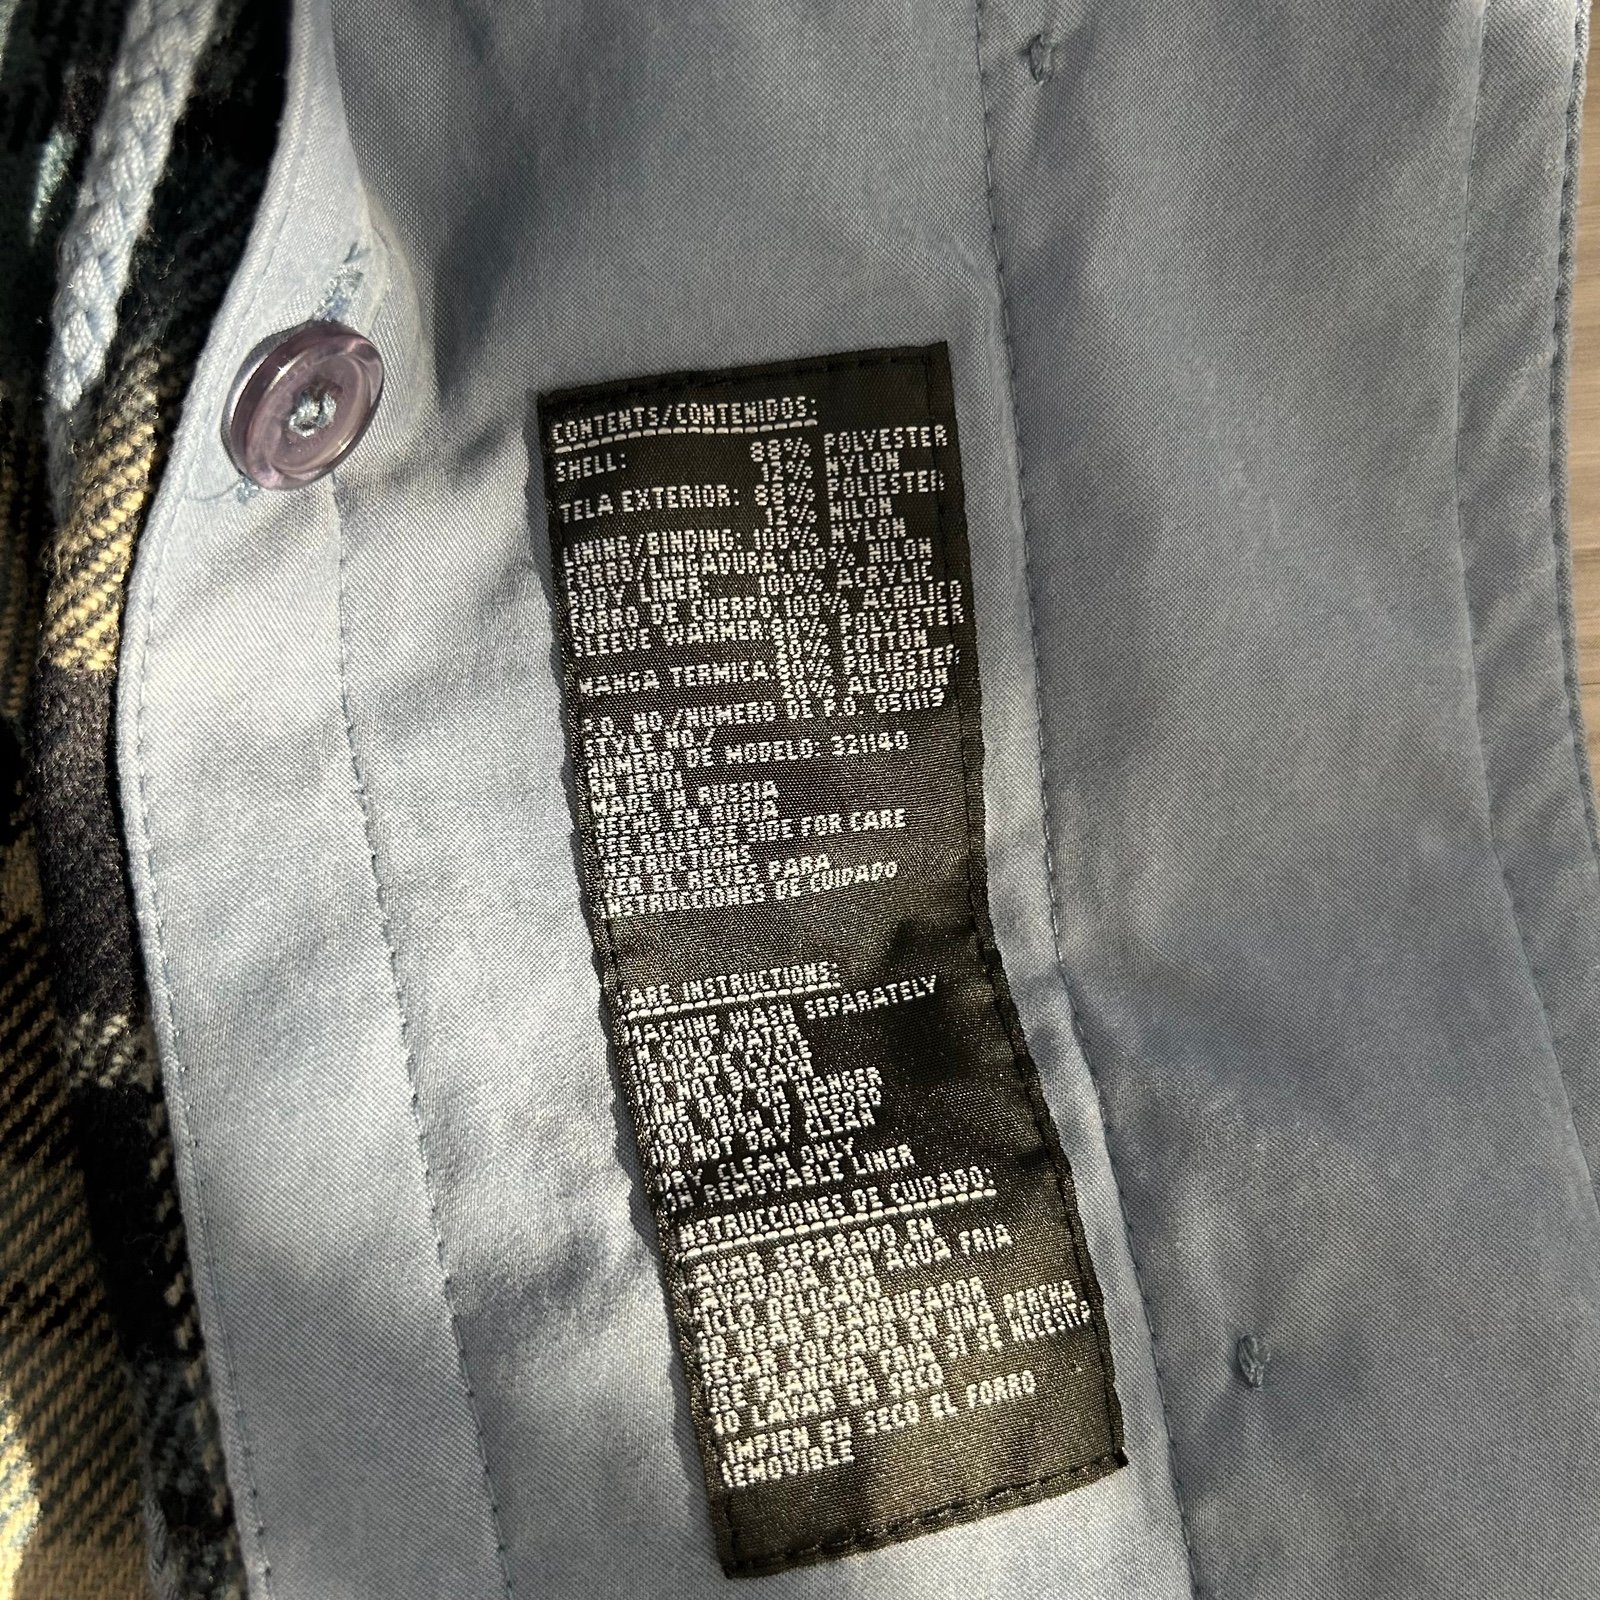 CONTENTS/CONTENIDOS:
SHELL: 88% POLYESTER
12% NYLON
TELA EXTERIOR: 88% POLIESTER
12% NILON
LINING/BINDING: 100% NYLON
FORRO/LINGADURA: 100% NILON
BODY LINER: 100% ACRYLIC
FORRO DE CUERPO: 100% ACRILIER
SLEEVE WARMER: 80% POLYESTER
20% COTTON
MANGA TERMICA: 80% POLIESTER
20% ALGODON
P.O. NO./NUMERO DE P.O. 051119
STYLE NO./
NUMERO DE MODELO: 321140
RN 16101
MADE IN RUSSIA
HECHO EN RUSIA
SEE REVERSE SIDE FOR CARE
INSTRUCTIONS
VER EL REVES PARA
INSTRUCCIONES DE CUIDADO
CARE INSTRUCTIONS:
MACHINE WASH SEPARATELY
IN COLD WATER
DELICATE CYCLE
DO NOT BLEACH
LINE DRY, ON HANGER
COOL IRON IF NEEDED
DO NOT DRY CLEAN
DRY CLEAN ONLY
ON REMOVABLE LINER
INSTRUCCIONES DE CUIDADO:
LAVAR SEPARADO EN
LAVADORA CON AGUA FRIA
CICLO DELICADO
NO USAR BLANQUEADOR
SECAR COLGADO EN UNA PERCHA
USE PLANCHA FRIA SI SE NECESITA
NO LAVAR EN SECO
LIMPIEN EN SECO EL FORRO
REMOVIBLE